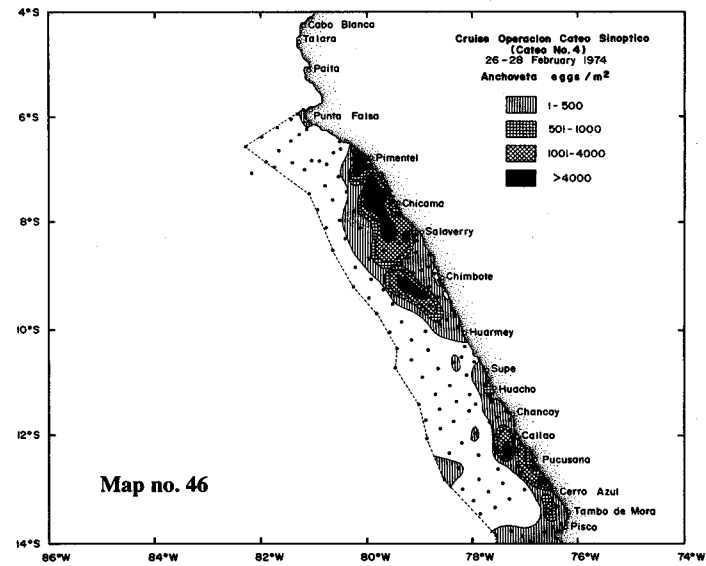 4°S
Cabo Blanco
Talara
Cruise Operacion Cateo Sinoptico
(Cateo No. 4)
26-28 February 1974
Anchoveta eggs/m²
Paita
1-500
6°S
Punta Falsa
501-1000
1001-4000
Pimentel
>4000
Chicama
8°S
Salaverry
Chimbote
10°S
Huarmey
Supe
Huacho
Chancay
12°S
Callao
Pucusana
Map no. 46
Cerro Azul
Tambo de Mora
Pisco
14°S
86°W 84°W 82°W 80°W 78°W 76°W 74°W